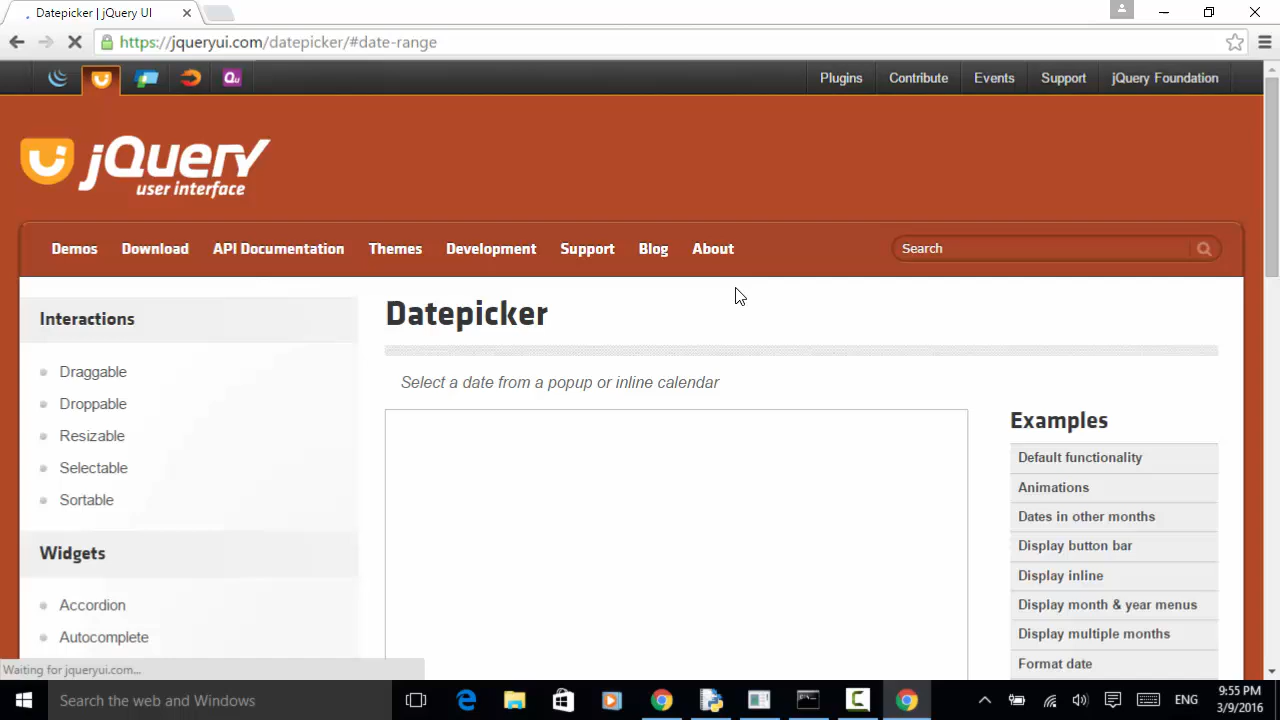 Datepicker | jQuery UI
https://jqueryui.com/datepicker/#date-range
Plugins
Contribute
Events
Support
jQuery Foundation
jQuery
user interface
Demos
Download
API Documentation
Themes
Development
Support
Blog
About
Search
Interactions
Draggable
Droppable
Resizable
Selectable
Sortable
Widgets
Accordion
Autocomplete
Datepicker
Select a date from a popup or inline calendar
Examples
Default functionality
Animations
Dates in other months
Display button bar
Display inline
Display month & year menus
Display multiple months
Format date
Waiting for jqueryui.com...
Search the web and Windows
ENG
9:55 PM
3/9/2016